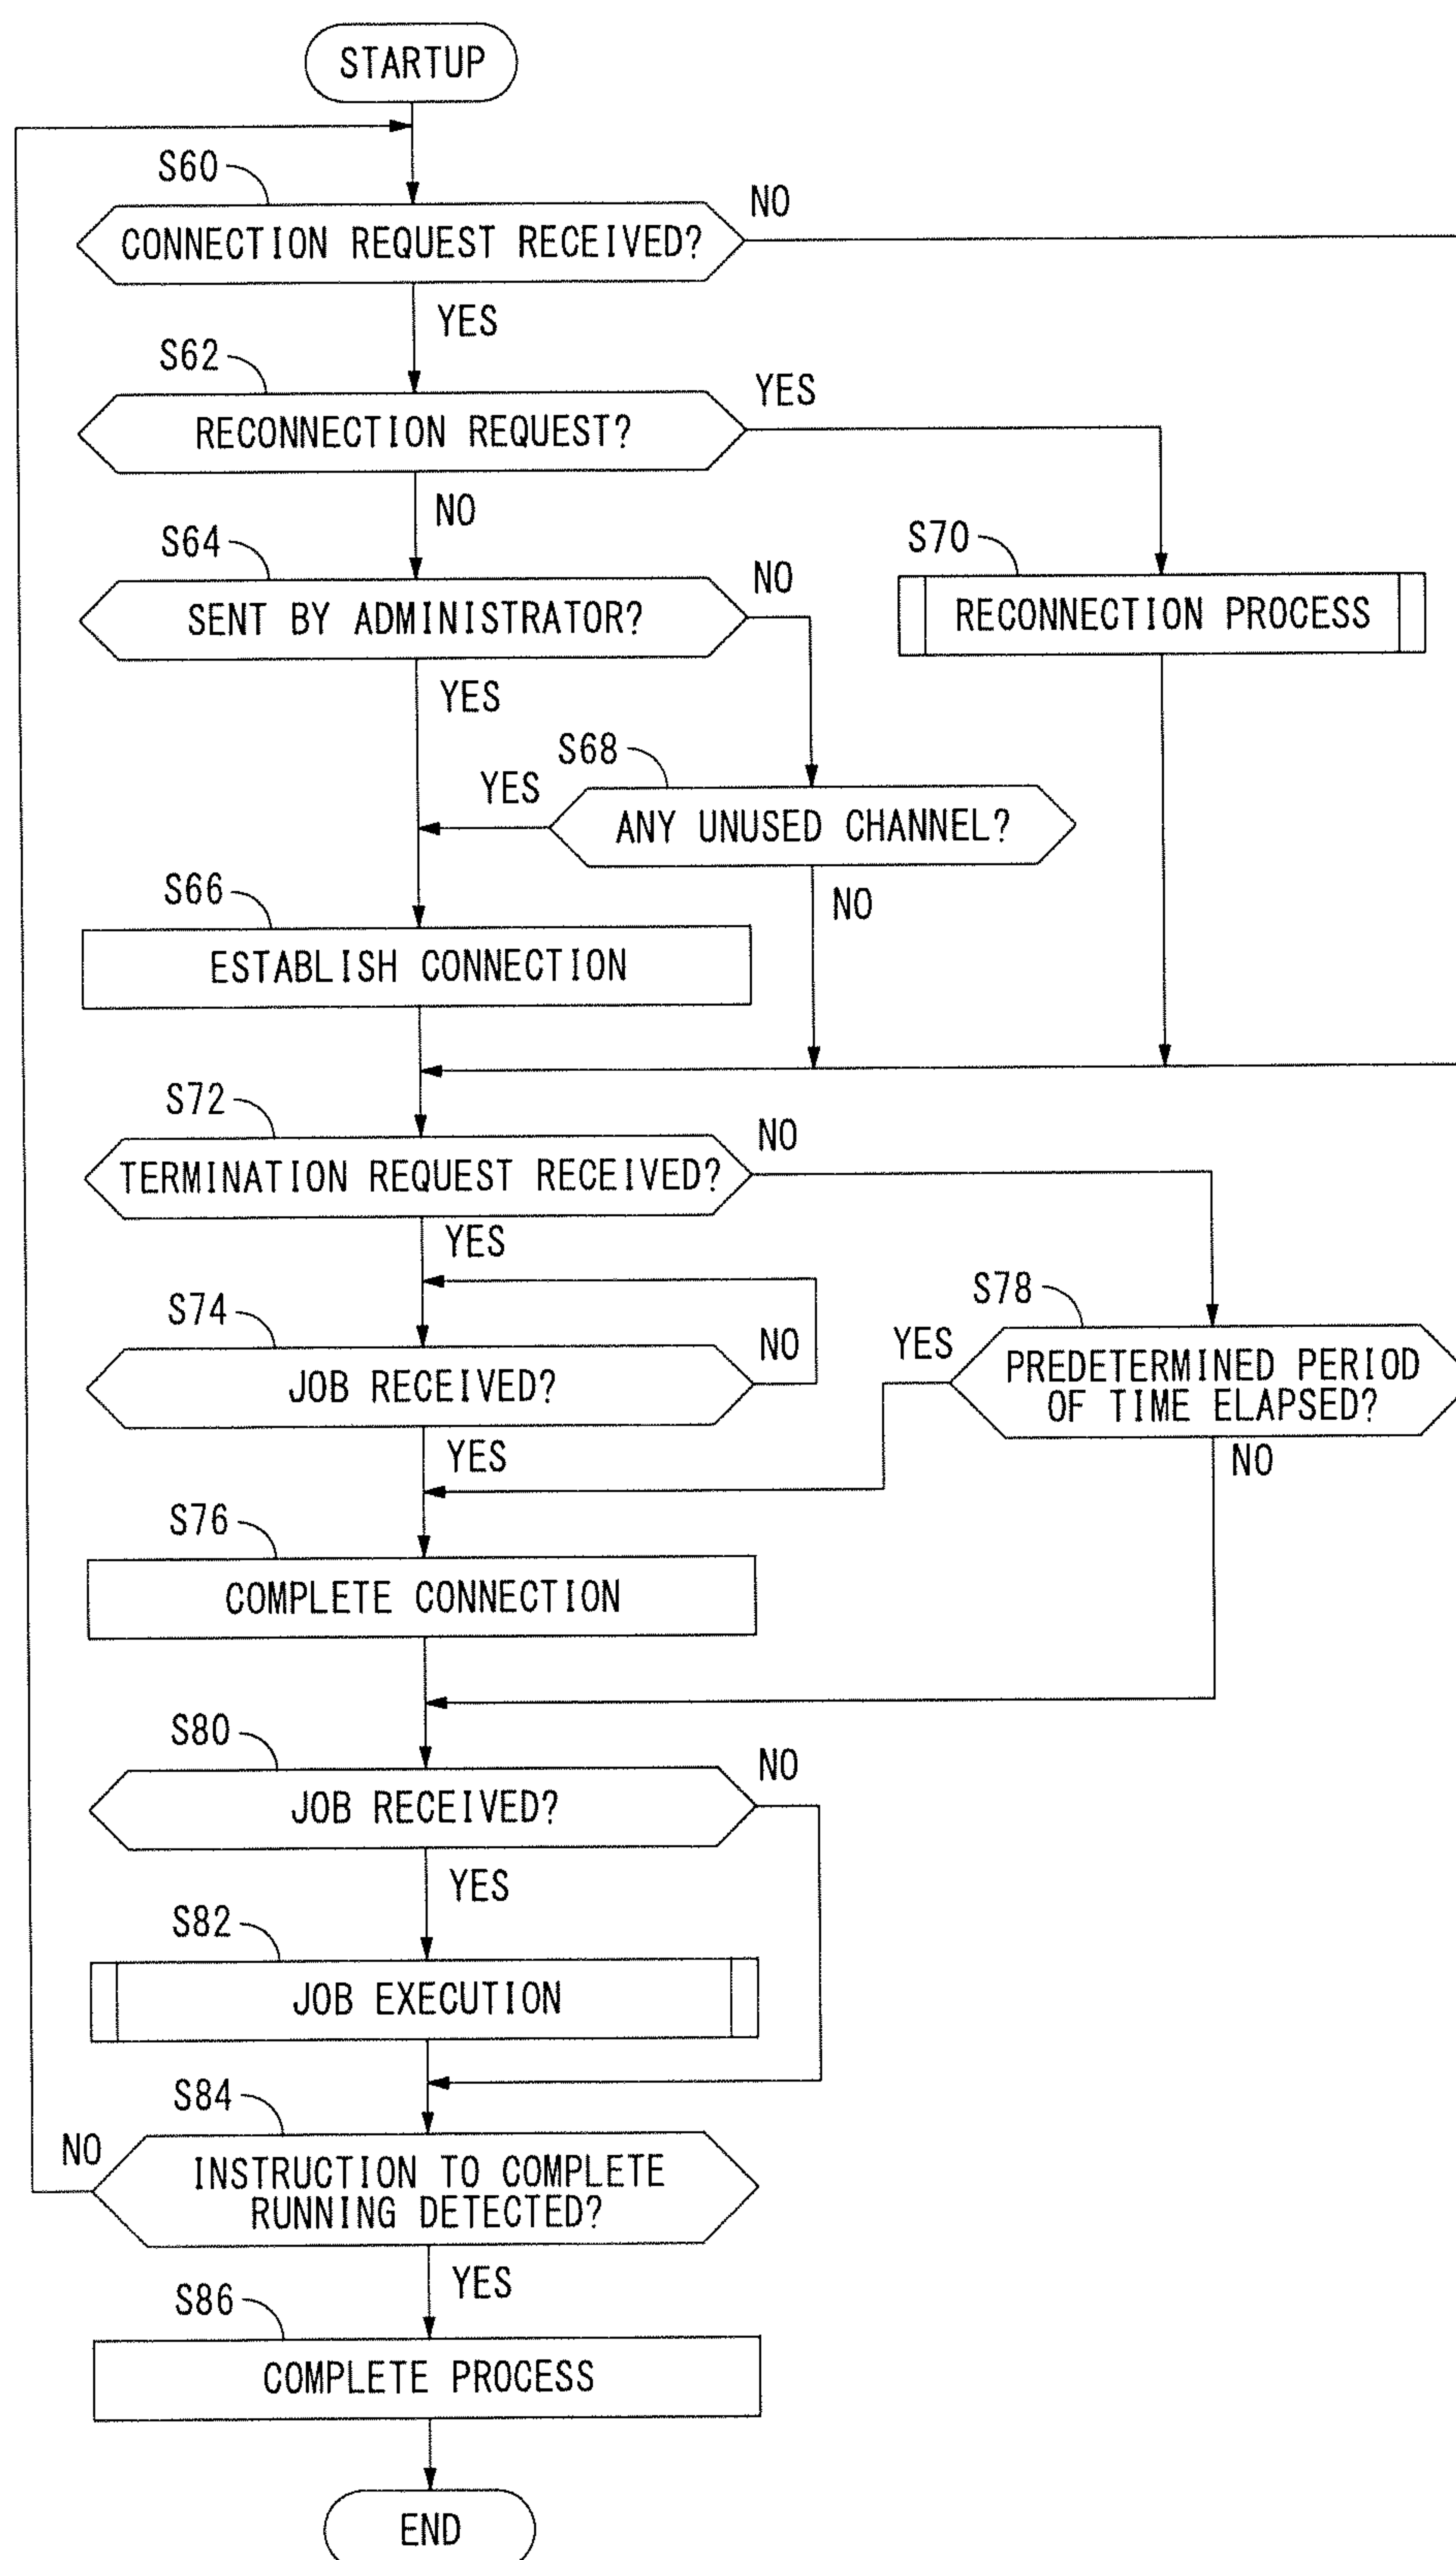 STARTUP
S60
NO
CONNECTION REQUEST RECEIVED?
YES
S62
YES
RECONNECTION REQUEST?
NO
S64
NO
S70
SENT BY ADMINISTRATOR?
RECONNECTION PROCESS
YES
S68
YES
ANY UNUSED CHANNEL?
S66
NO
ESTABLISH CONNECTION
S72
NO
TERMINATION REQUEST RECEIVED?
YES
S74
S78
NO
YES
JOB RECEIVED?
PREDETERMINED PERIOD
OF TIME ELAPSED?
YES
NO
S76
COMPLETE CONNECTION
S80
NO
JOB RECEIVED?
YES
S82
JOB EXECUTION
S84
NO
INSTRUCTION TO COMPLETE
RUNNING DETECTED?
YES
S86
COMPLETE PROCESS
END